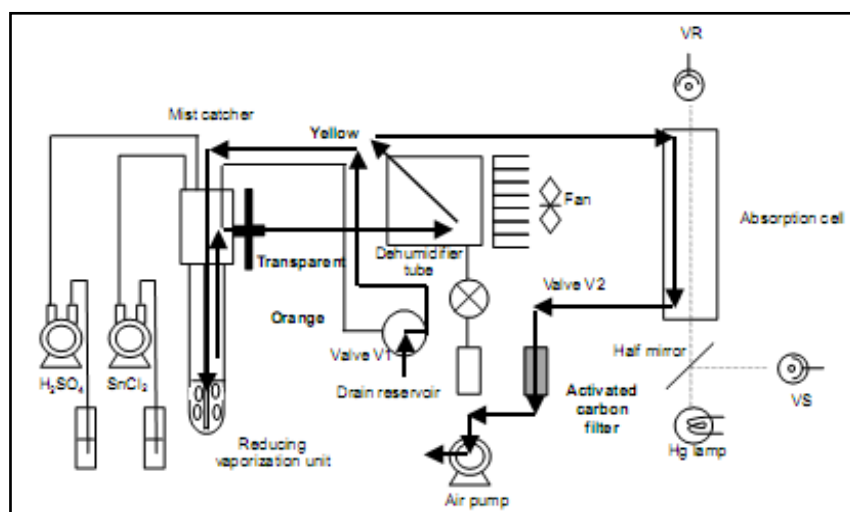 VR
Mist catcher
Yellow
Fan
Absorption cell
Dehumidifier
tube
Transparent
Valve V2
Orange
Valve V1
Half mirror
H₂SO₄
SnCl₂
Drain reservoir
Activated
carbon
filter
VS
Reducing
vaporization unit
Hg lamp
Air pump